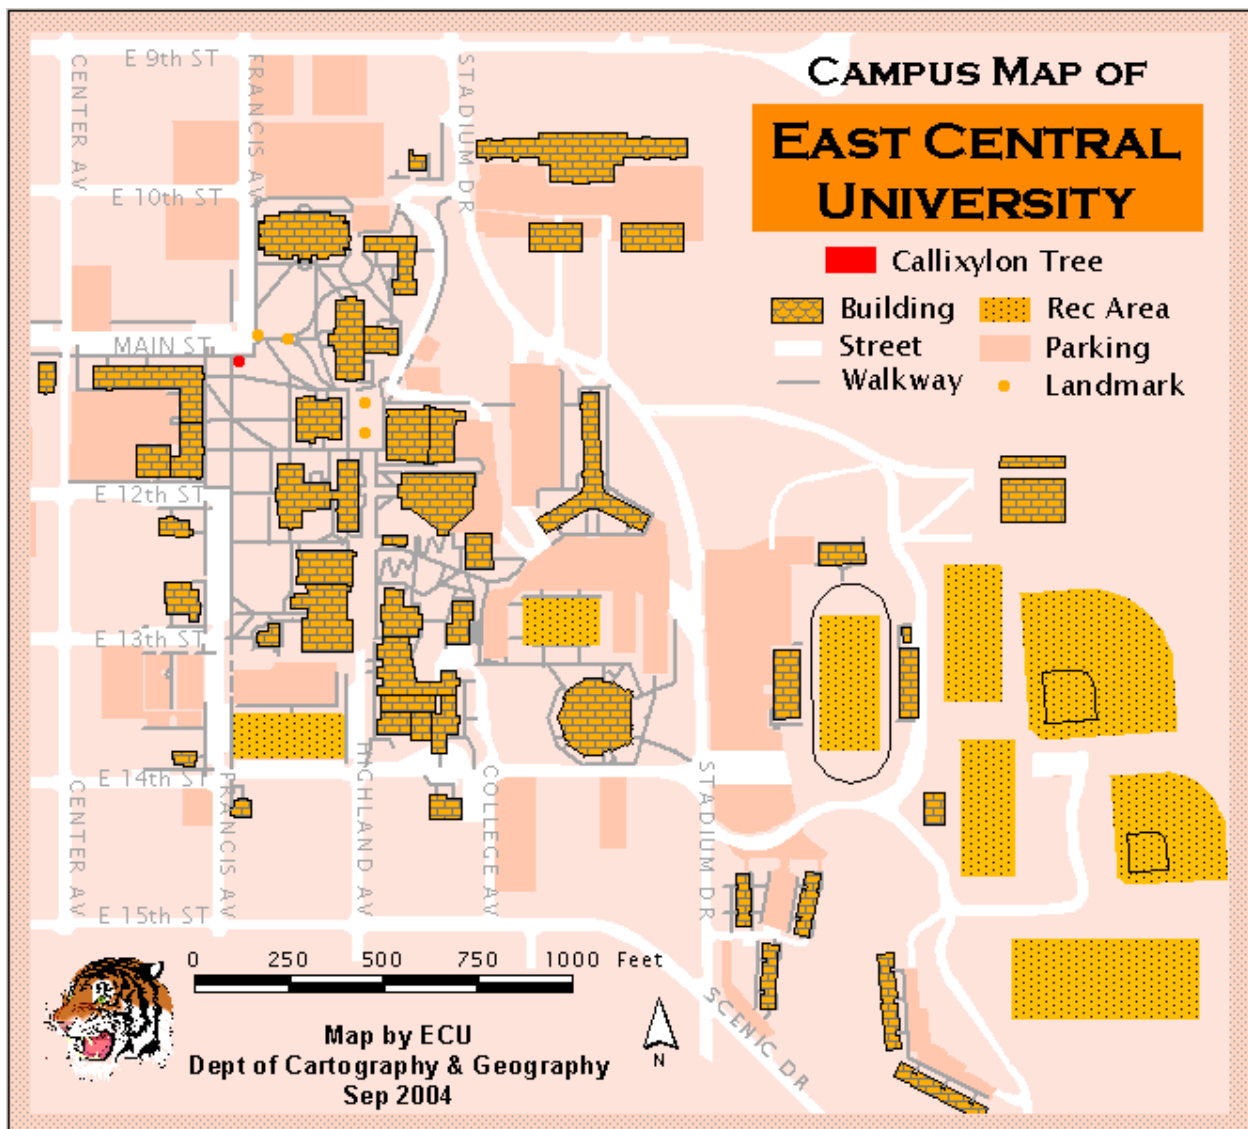 CAMPUS MAP OF
EAST CENTRAL
UNIVERSITY
Callixylon Tree
Building
Rec Area
Street
Parking
Walkway
Landmark
E 9th ST
CENTER AV
FRANCIS AV
STADIUM DR
E 10th ST
MAIN ST
E 12th ST
E 13th ST
E 14th ST
CENTER AV
FRANCIS AV
HIGHLAND AV
COLLEGE AV
STADIUM DR
E 15th ST
SCENIC DR
0 250 500 750 1000 Feet
N
Map by ECU
Dept of Cartography & Geography
Sep 2004